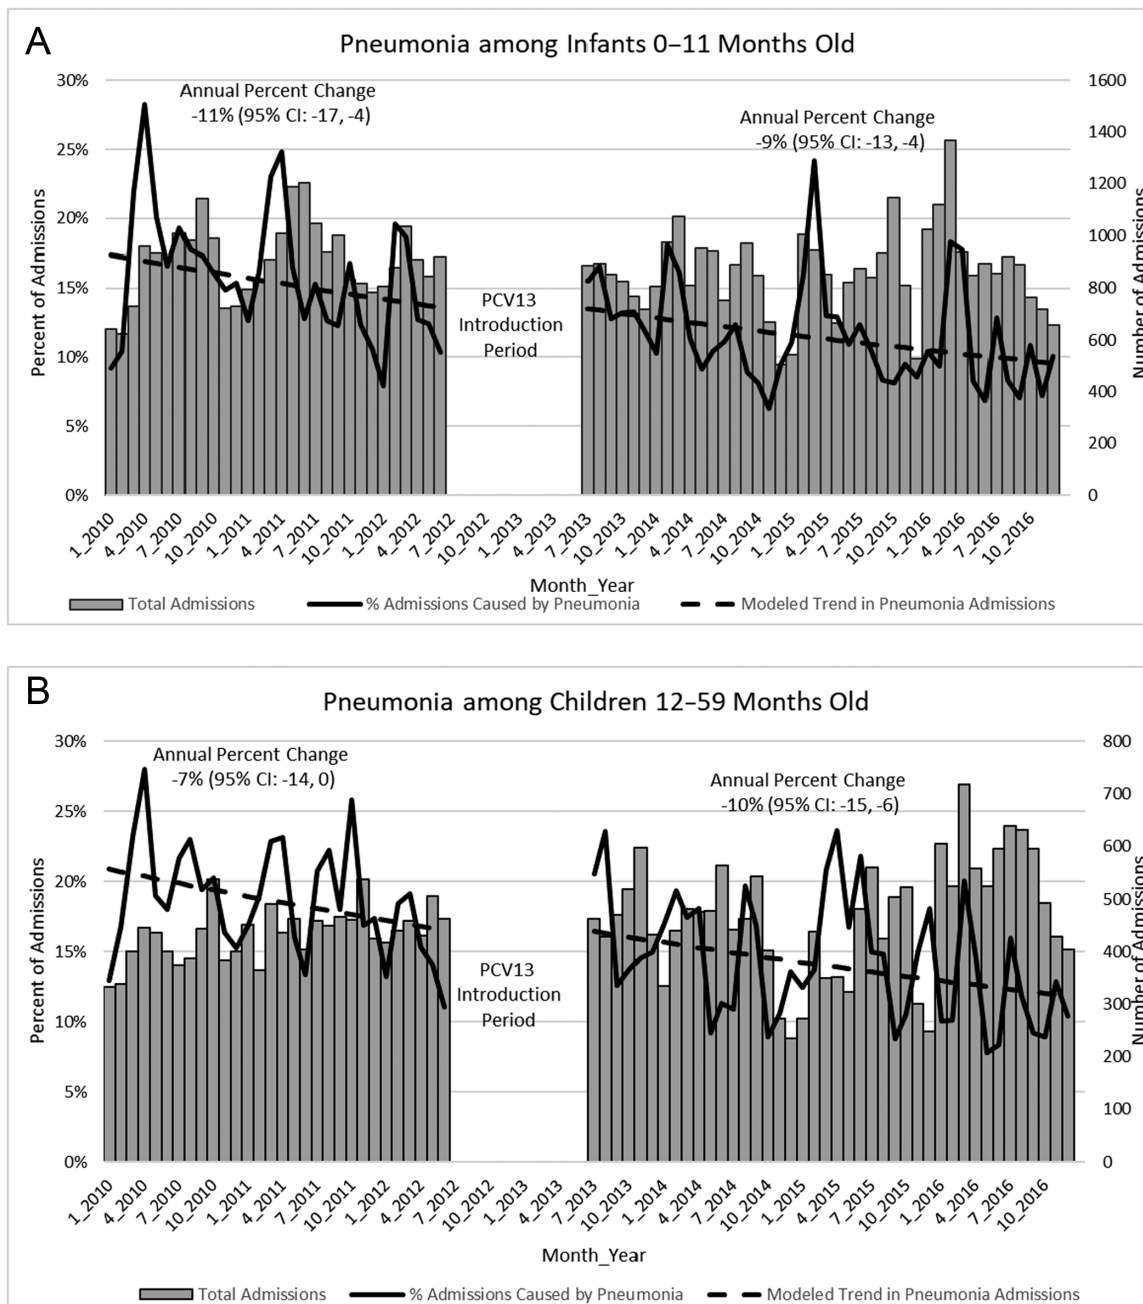 A
Pneumonia among Infants 0–11 Months Old
30%
25%
20%
15%
10%
5%
0%
Percent of Admissions
Annual Percent Change
-11% (95% CI: -17, -4)
Annual Percent Change
-9% (95% CI: -13, -4)
PCV13
Introduction
Period
1600
1400
1200
1000
800
600
400
200
0
Number of Admissions
1_2010
4_2010
7_2010
10_2010
1_2011
4_2011
7_2011
10_2011
1_2012
4_2012
7_2012
10_2012
1_2013
4_2013
7_2013
10_2013
1_2014
4_2014
7_2014
10_2014
1_2015
4_2015
7_2015
10_2015
1_2016
4_2016
7_2016
10_2016
Month_Year
Total Admissions
% Admissions Caused by Pneumonia
Modeled Trend in Pneumonia Admissions
B
Pneumonia among Children 12–59 Months Old
30%
25%
20%
15%
10%
5%
0%
Percent of Admissions
Annual Percent Change
-7% (95% CI: -14, 0)
Annual Percent Change
-10% (95% CI: -15, -6)
PCV13
Introduction
Period
800
700
600
500
400
300
200
100
0
Number of Admissions
1_2010
4_2010
7_2010
10_2010
1_2011
4_2011
7_2011
10_2011
1_2012
4_2012
7_2012
10_2012
1_2013
4_2013
7_2013
10_2013
1_2014
4_2014
7_2014
10_2014
1_2015
4_2015
7_2015
10_2015
1_2016
4_2016
7_2016
10_2016
Month_Year
Total Admissions
% Admissions Caused by Pneumonia
Modeled Trend in Pneumonia Admissions